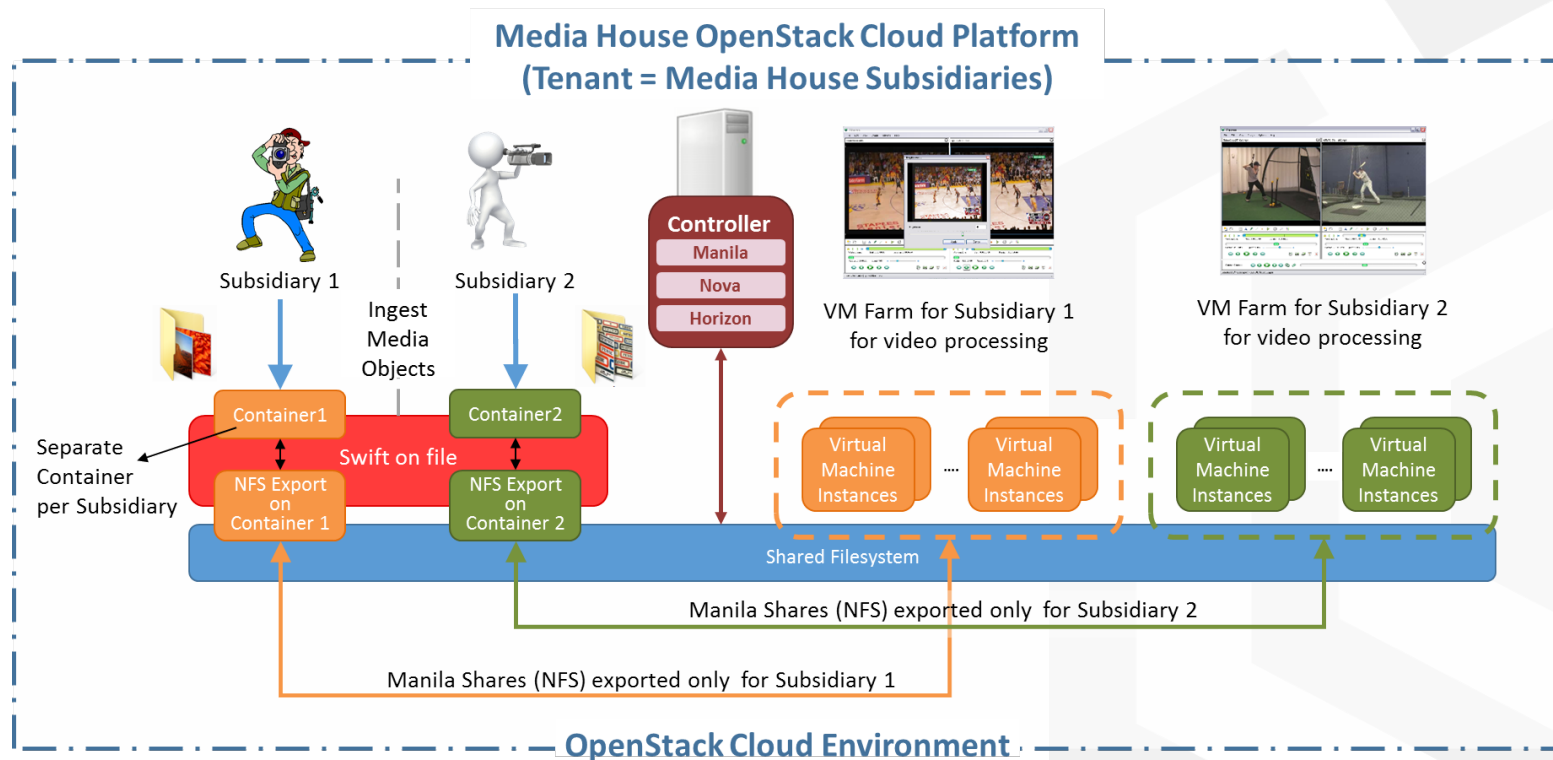 Media House OpenStack Cloud Platform
(Tenant = Media House Subsidiaries)
Subsidiary 1
Subsidiary 2
Ingest
Media
Objects
Controller
Manila
Nova
Horizon
VM Farm for Subsidiary 1
for video processing
VM Farm for Subsidiary 2
for video processing
Container1
Container2
Separate
Container
per Subsidiary
Swift on file
NFS Export
on
Container 1
NFS Export
on
Container 2
Virtual
Machine
Instances
....
Virtual
Machine
Instances
Virtual
Machine
Instances
....
Virtual
Machine
Instances
Shared Filesystem
Manila Shares (NFS) exported only for Subsidiary 2
Manila Shares (NFS) exported only for Subsidiary 1
OpenStack Cloud Environment